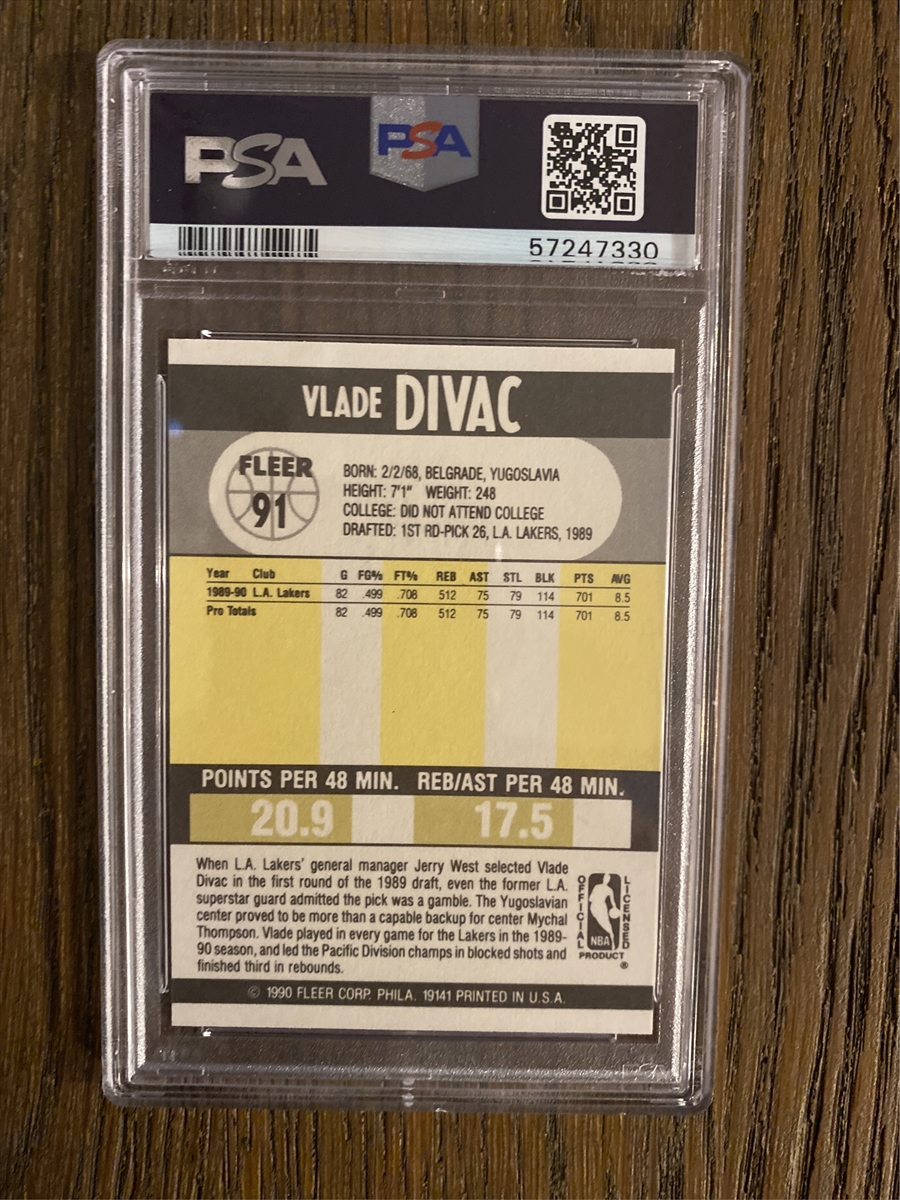 PSA PSA
57247330
VLADE DIVAC
FLEER
91
BORN: 2/2/68, BELGRADE, YUGOSLAVIA
HEIGHT: 7'1" WEIGHT: 248
COLLEGE: DID NOT ATTEND COLLEGE
DRAFTED: 1ST RD-PICK 26, L.A. LAKERS, 1989
Year Club G FG% FT% REB AST STL BLK PTS AVG
1989-90 L.A. Lakers 82 .499 .708 512 75 79 114 701 8.5
Pro Totals 82 .499 .708 512 75 79 114 701 8.5
POINTS PER 48 MIN. REB/AST PER 48 MIN.
20.9 17.5
When L.A. Lakers' general manager Jerry West selected Vlade
Divac in the first round of the 1989 draft, even the former L.A.
superstar guard admitted the pick was a gamble. The Yugoslavian
center proved to be more than a capable backup for center Mychal
Thompson. Vlade played in every game for the Lakers in the 1989-
90 season, and led the Pacific Division champs in blocked shots and
finished third in rebounds.
OFFICIAL LICENSED
NBA
PRODUCT ®
© 1990 FLEER CORP. PHILA. 19141 PRINTED IN U.S.A.